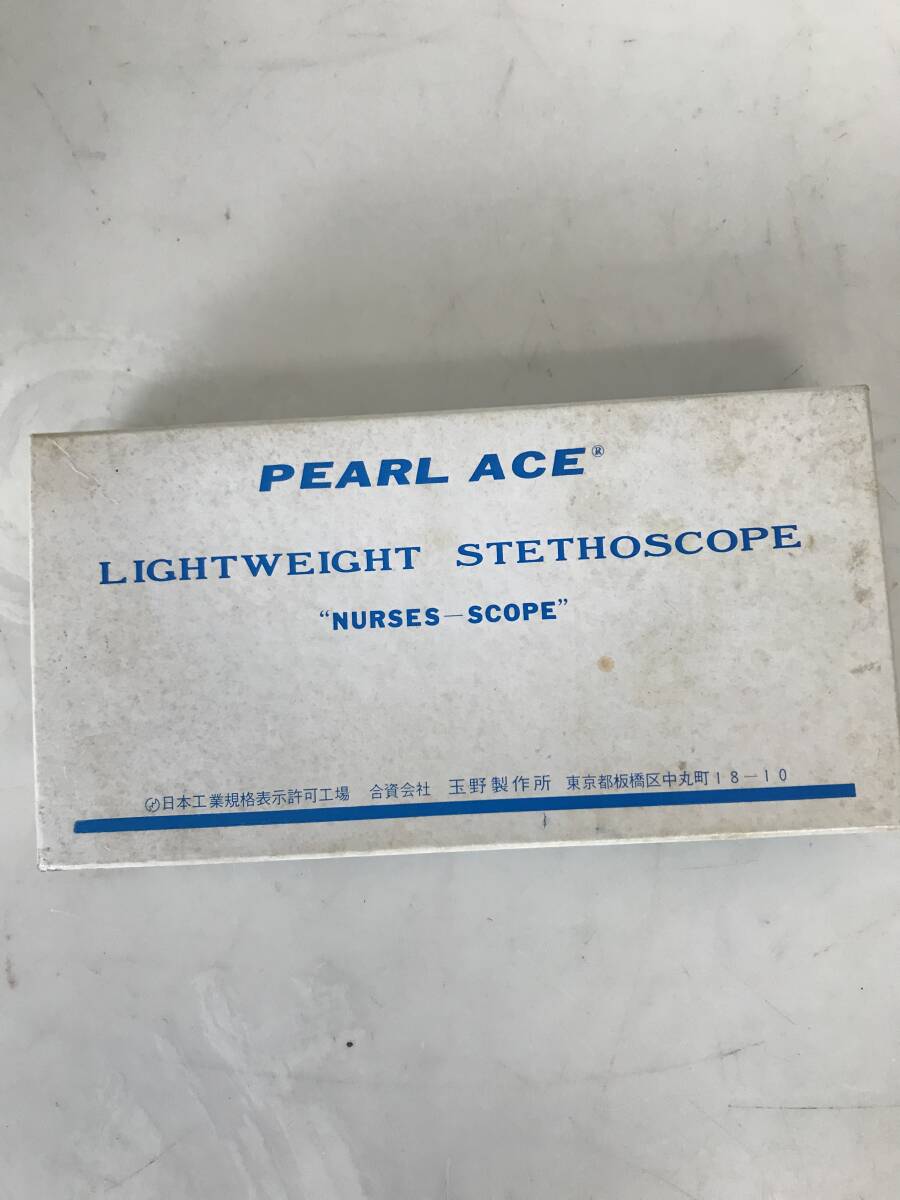 PEARL ACE®
LIGHTWEIGHT STETHOSCOPE
“NURSES—SCOPE”
日本工業規格表示許可工場 合資会社 玉野製作所 東京都板橋区中丸町18-10